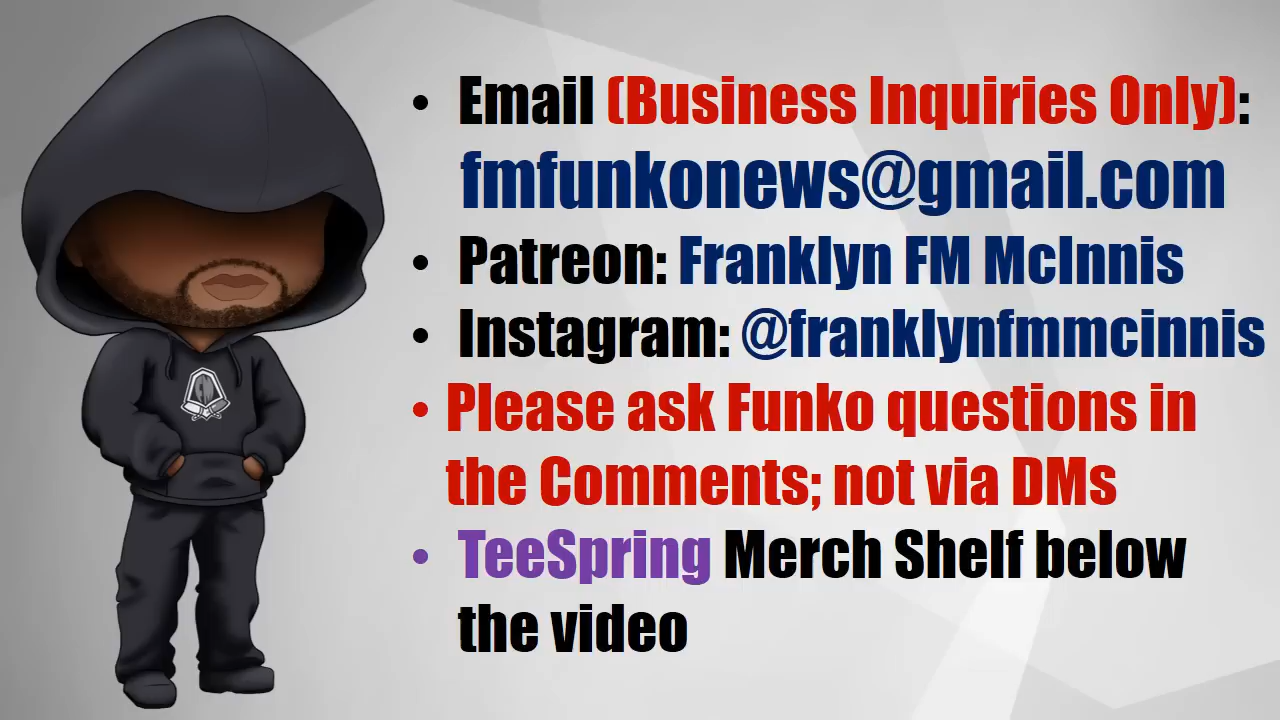 • Email (Business Inquiries Only):
fmfunkonews@gmail.com
• Patreon: Franklyn FM McInnis
• Instagram: @franklynfmmcinnis
• Please ask Funko questions in
the Comments; not via DMs
• TeeSpring Merch Shelf below
the video